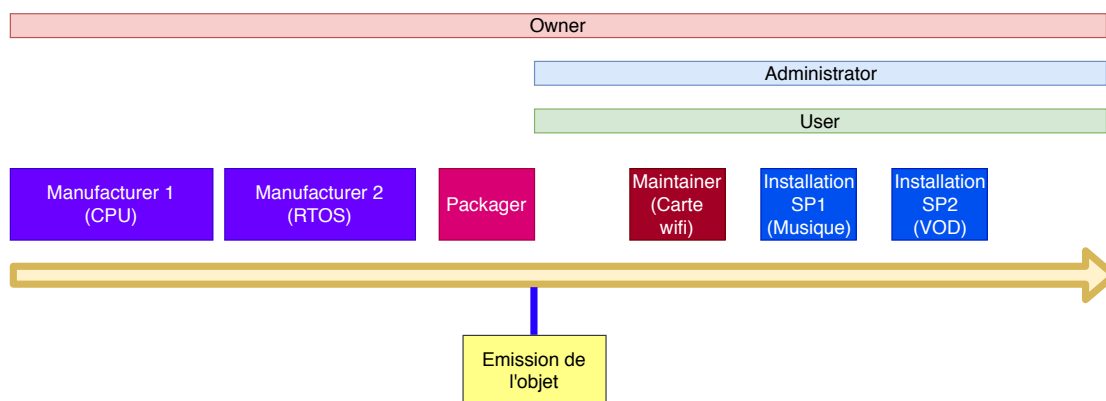 Owner
Administrator
User
Manufacturer 1
(CPU)
Manufacturer 2
(RTOS)
Packager
Maintainer
(Carte
wifi)
Installation
SP1
(Musique)
Installation
SP2
(VOD)
Emission de
l'objet